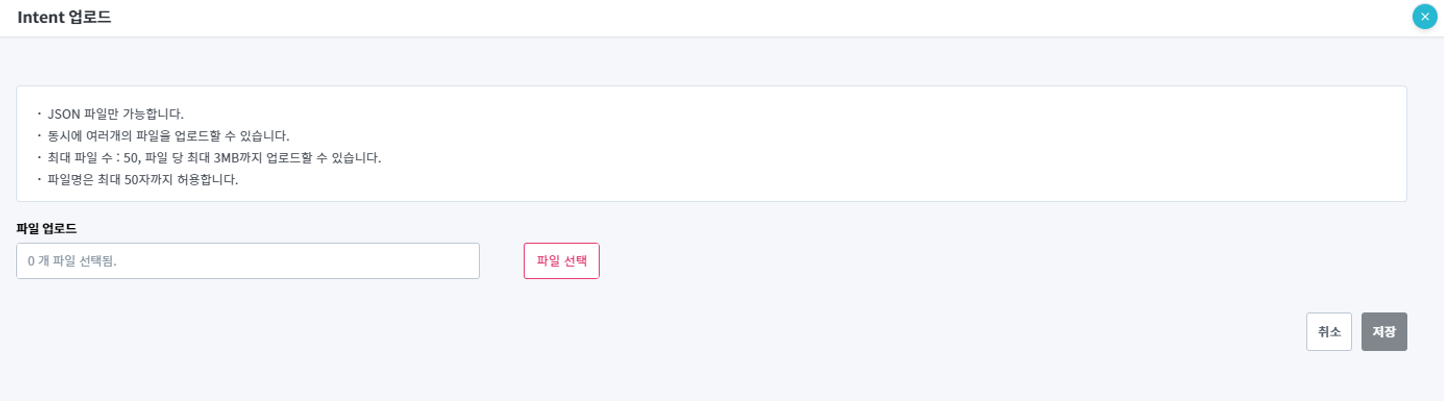 Intent 업로드
· JSON 파일만 가능합니다.
· 동시에 여러개의 파일을 업로드할 수 있습니다.
· 최대 파일 수 : 50, 파일 당 최대 3MB까지 업로드할 수 있습니다.
· 파일명은 최대 50자까지 허용합니다.
파일 업로드
0 개 파일 선택됨.
파일 선택
취소
저장